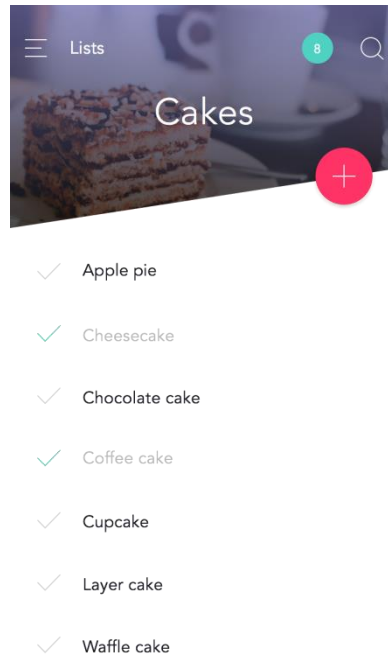 Lists
8
Cakes
Apple pie
Cheesecake
Chocolate cake
Coffee cake
Cupcake
Layer cake
Waffle cake